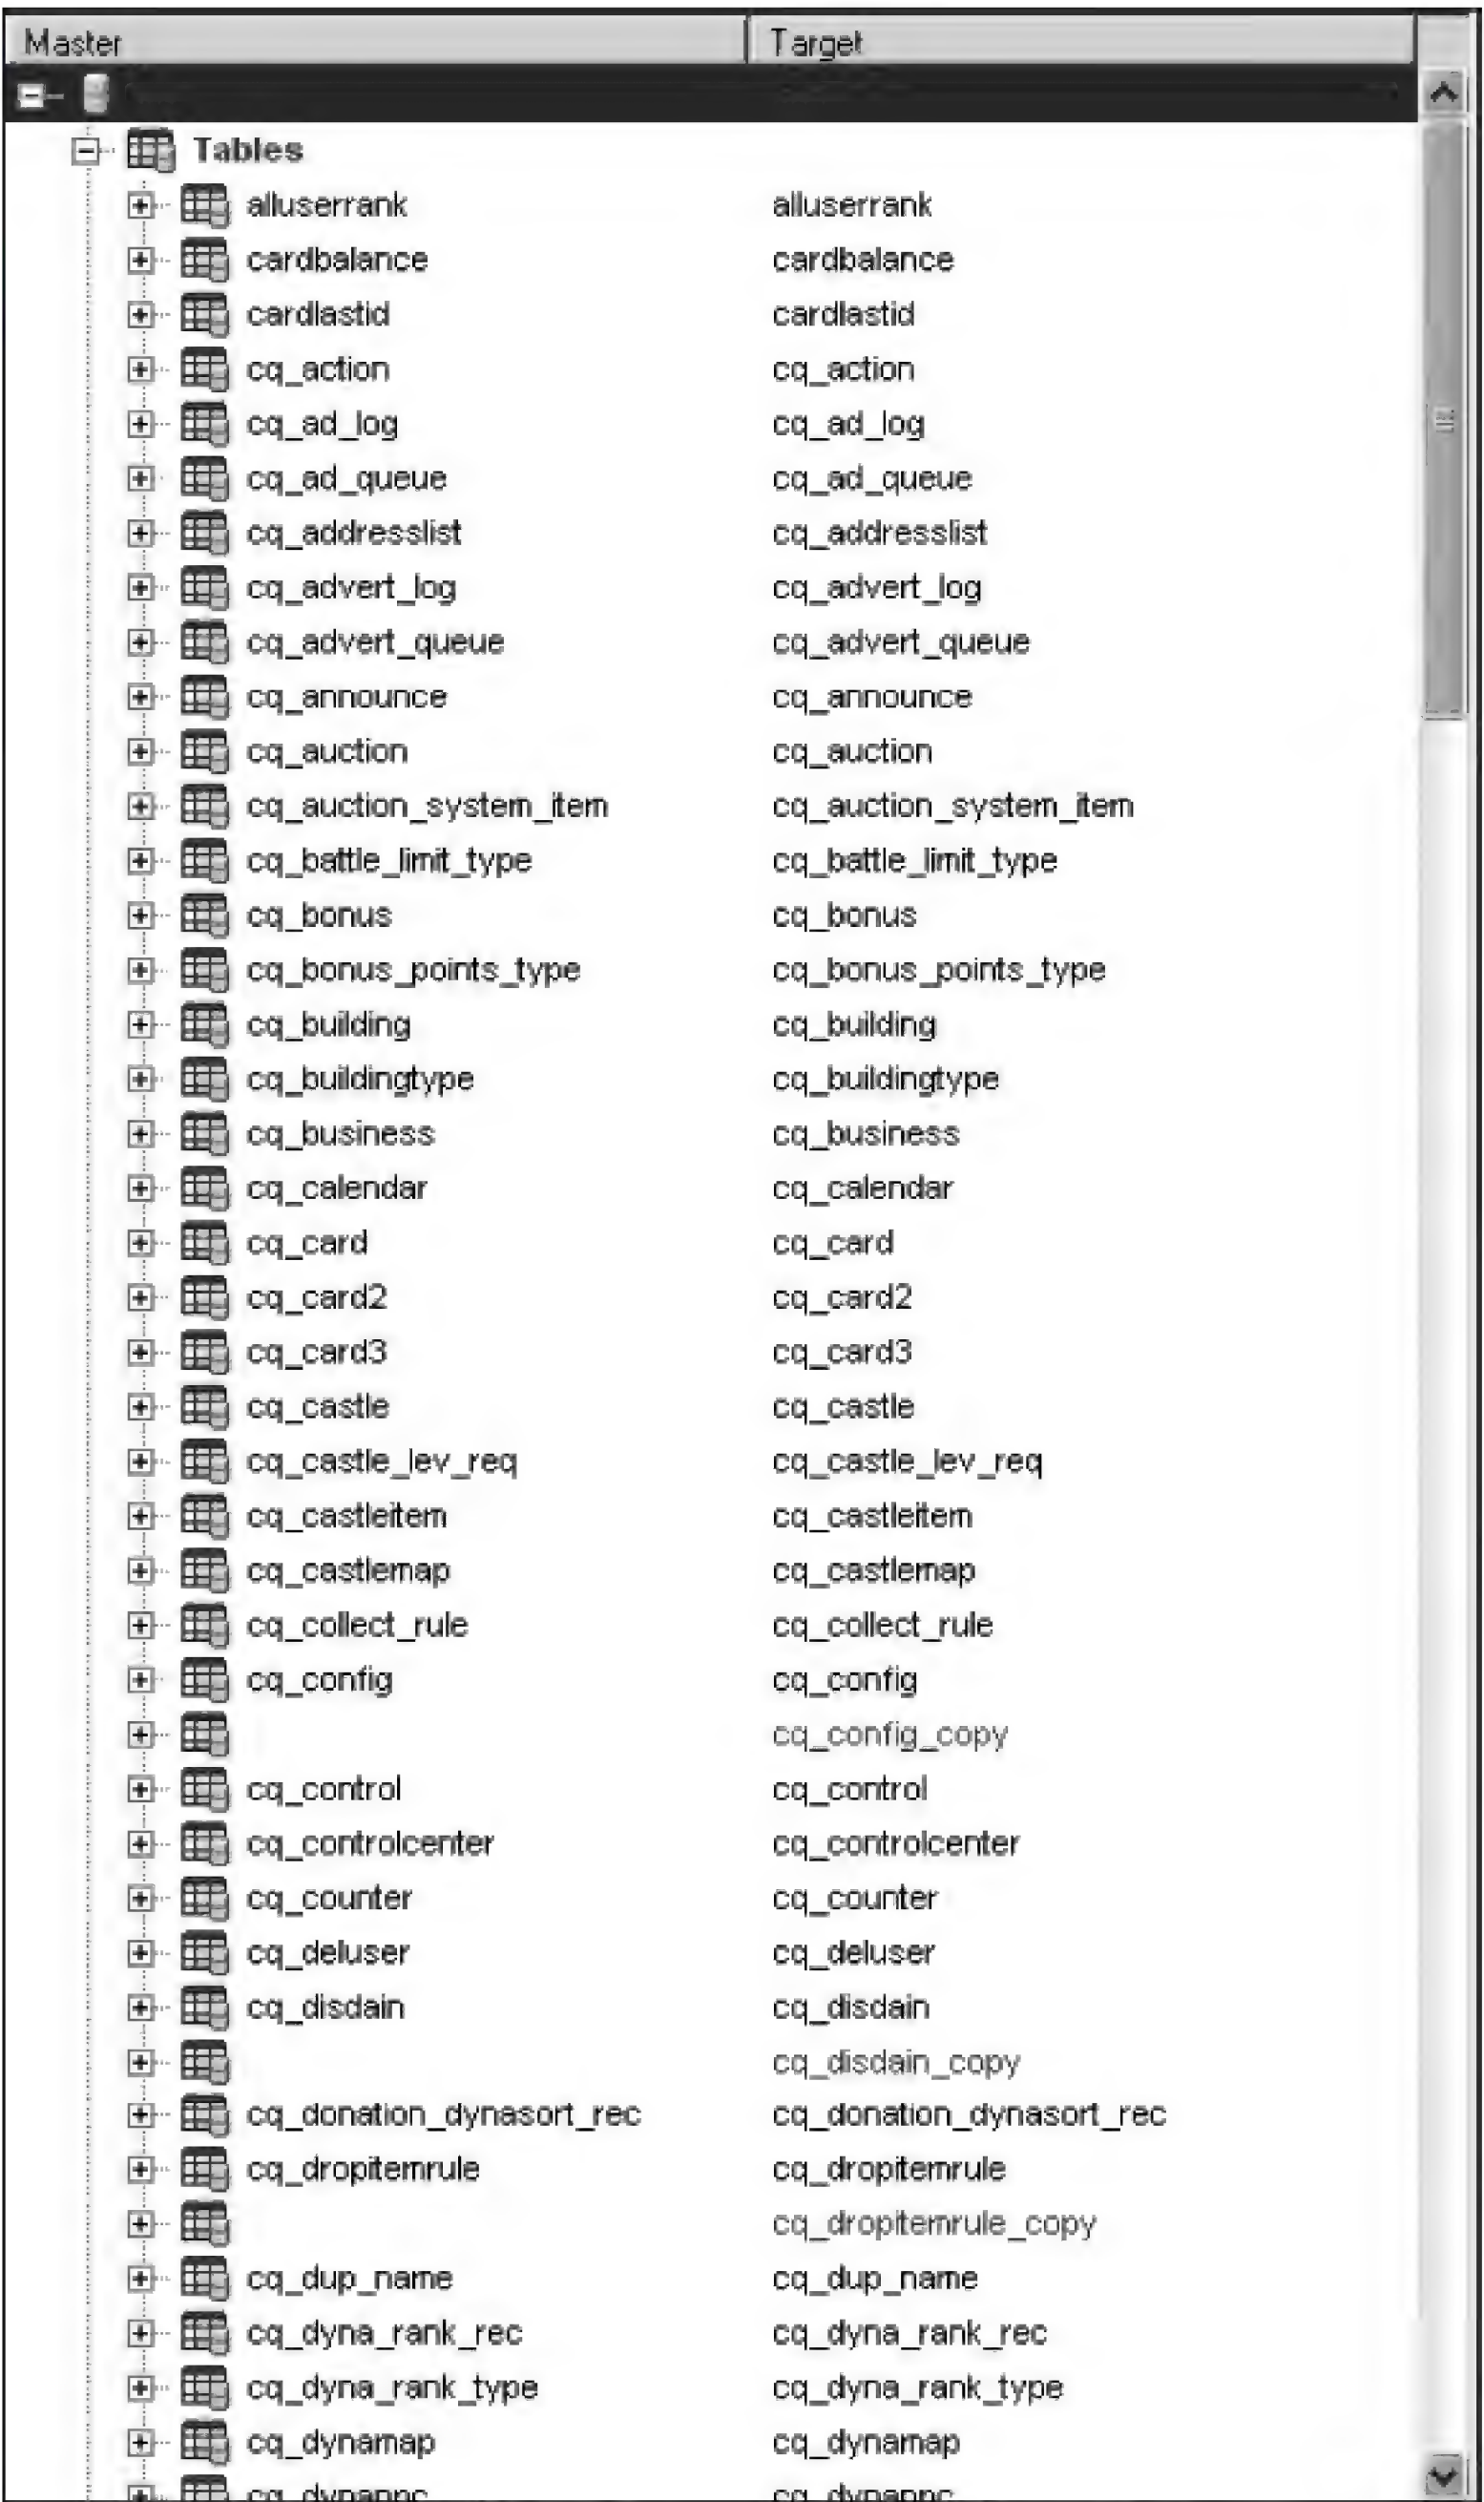 Master Target
Tables
alluserrank alluserrank
cardbalance cardbalance
cardlastid cardlastid
cq_action cq_action
cq_ad_log cq_ad_log
cq_ad_queue cq_ad_queue
cq_addresslist cq_addresslist
cq_advert_log cq_advert_log
cq_advert_queue cq_advert_queue
cq_announce cq_announce
cq_auction cq_auction
cq_auction_system_item cq_auction_system_item
cq_battle_limit_type cq_battle_limit_type
cq_bonus cq_bonus
cq_bonus_points_type cq_bonus_points_type
cq_building cq_building
cq_buildingtype cq_buildingtype
cq_business cq_business
cq_calendar cq_calendar
cq_card cq_card
cq_card2 cq_card2
cq_card3 cq_card3
cq_castle cq_castle
cq_castle_lev_req cq_castle_lev_req
cq_castleitem cq_castleitem
cq_castlemap cq_castlemap
cq_collect_rule cq_collect_rule
cq_config cq_config
cq_config_copy
cq_control cq_control
cq_controlcenter cq_controlcenter
cq_counter cq_counter
cq_deluser cq_deluser
cq_disdain cq_disdain
cq_disdain_copy
cq_donation_dynasort_rec cq_donation_dynasort_rec
cq_dropitemrule cq_dropitemrule
cq_dropitemrule_copy
cq_dup_name cq_dup_name
cq_dyna_rank_rec cq_dyna_rank_rec
cq_dyna_rank_type cq_dyna_rank_type
cq_dynamap cq_dynamap